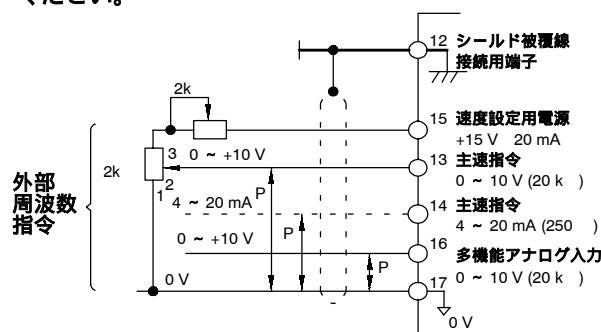 ください。
12 シールド被覆線
接続用端子
2k
15 速度設定用電源
+15 V 20 mA
3 0 ~ +10 V
13 主速指令
0 ~ 10 V (20 k )
2k
外部
周波数
指令
2
1
4 ~ 20 mA
P
14 主速指令
4 ~ 20 mA (250 )
0 ~ +10 V
P
P
16
多機能アナログ入力
0 ~ 10 V (20 k )
0 V
17
0 V